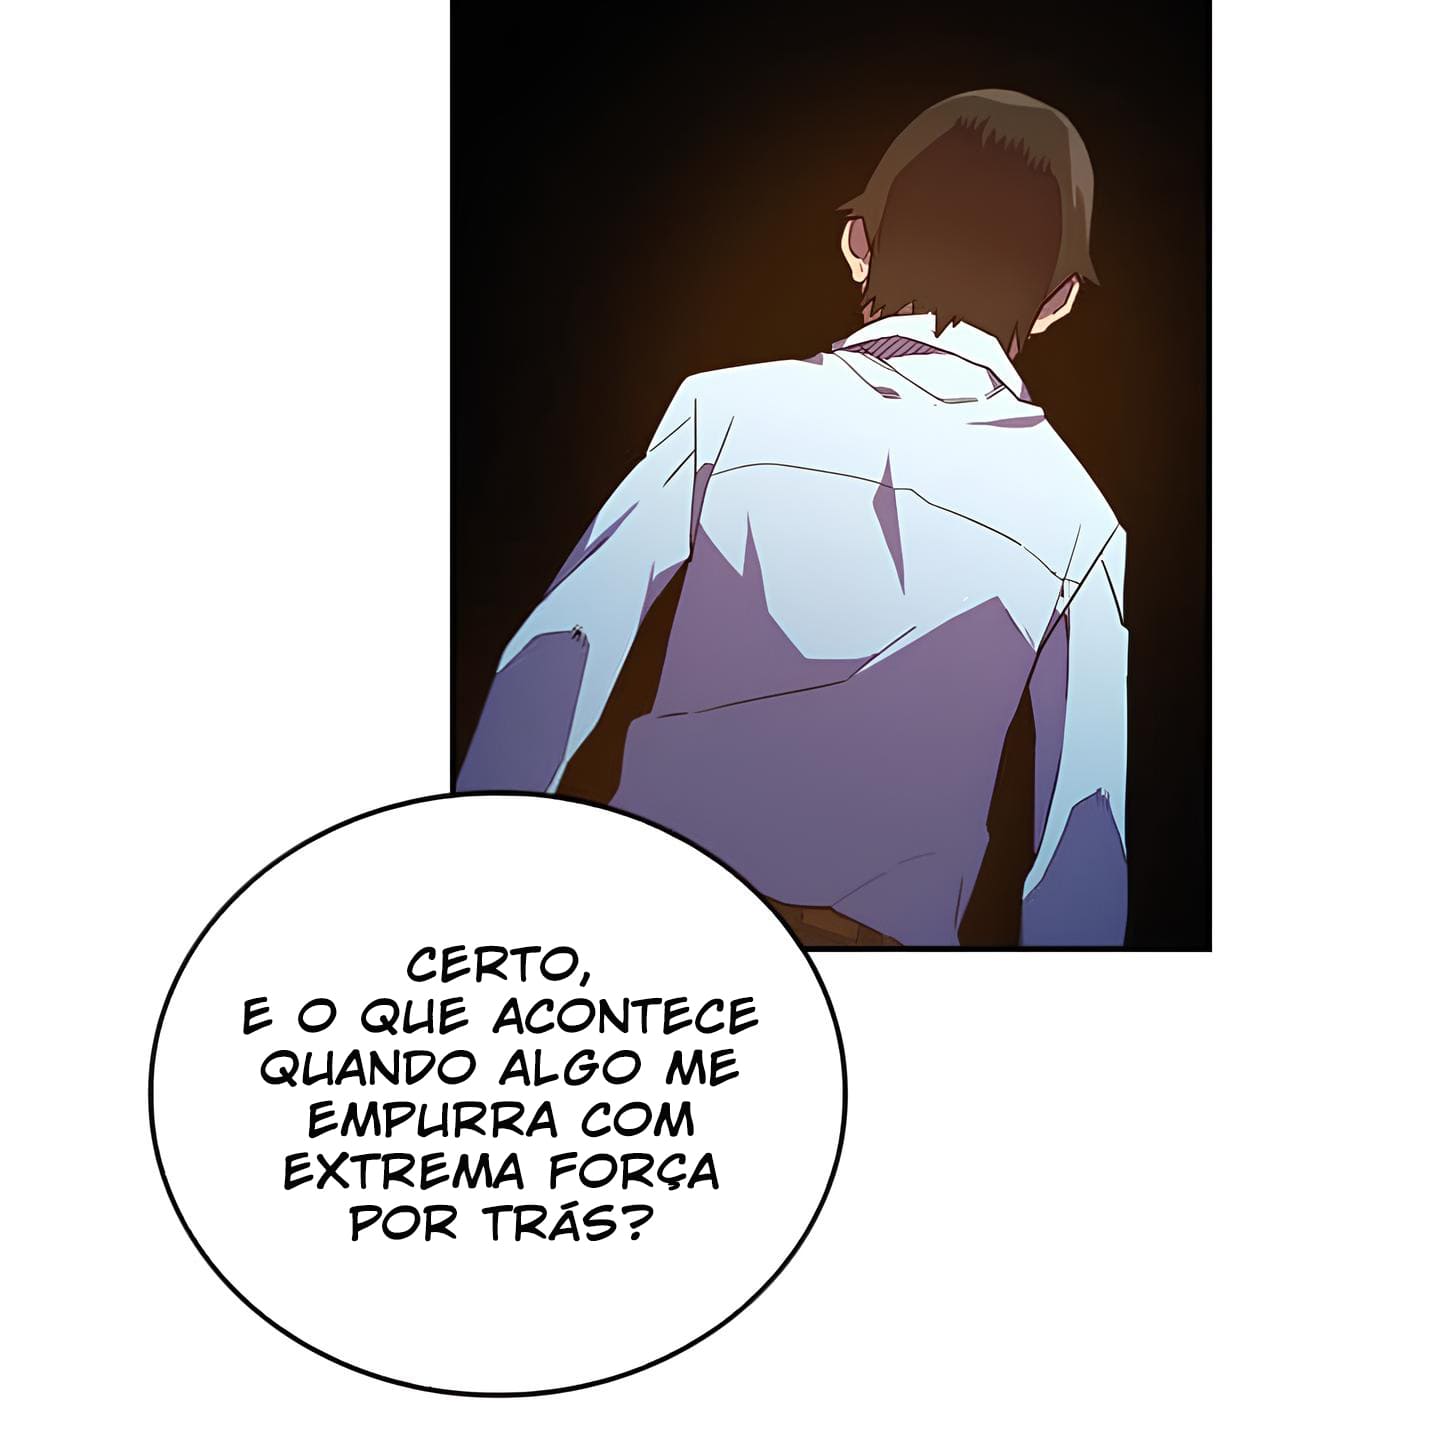 CERTO,
E O QUE ACONTECE
QUANDO ALGO ME
EMPURRA COM
EXTREMA FORÇA
POR TRÁS?